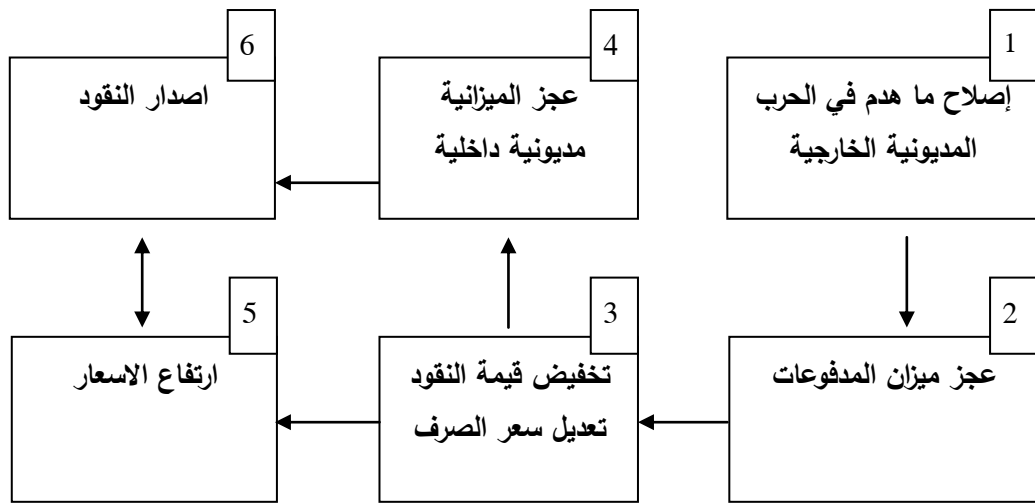 1
إصلاح ما هدم في الحرب
المديونية الخارجية
4
عجز الميزانية
مديونية داخلية
6
اصدار النقود
2
عجز ميزان المدفوعات
3
تخفيض قيمة النقود
تعديل سعر الصرف
5
ارتفاع الاسعار